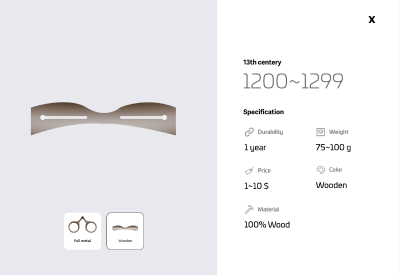 X
13th centery
1200~1299
Specification
Durability
Weight
1 year
75~100 g
Price
Color
1~10 $
Wooden
Material
100% Wood
Full metal
Wooden